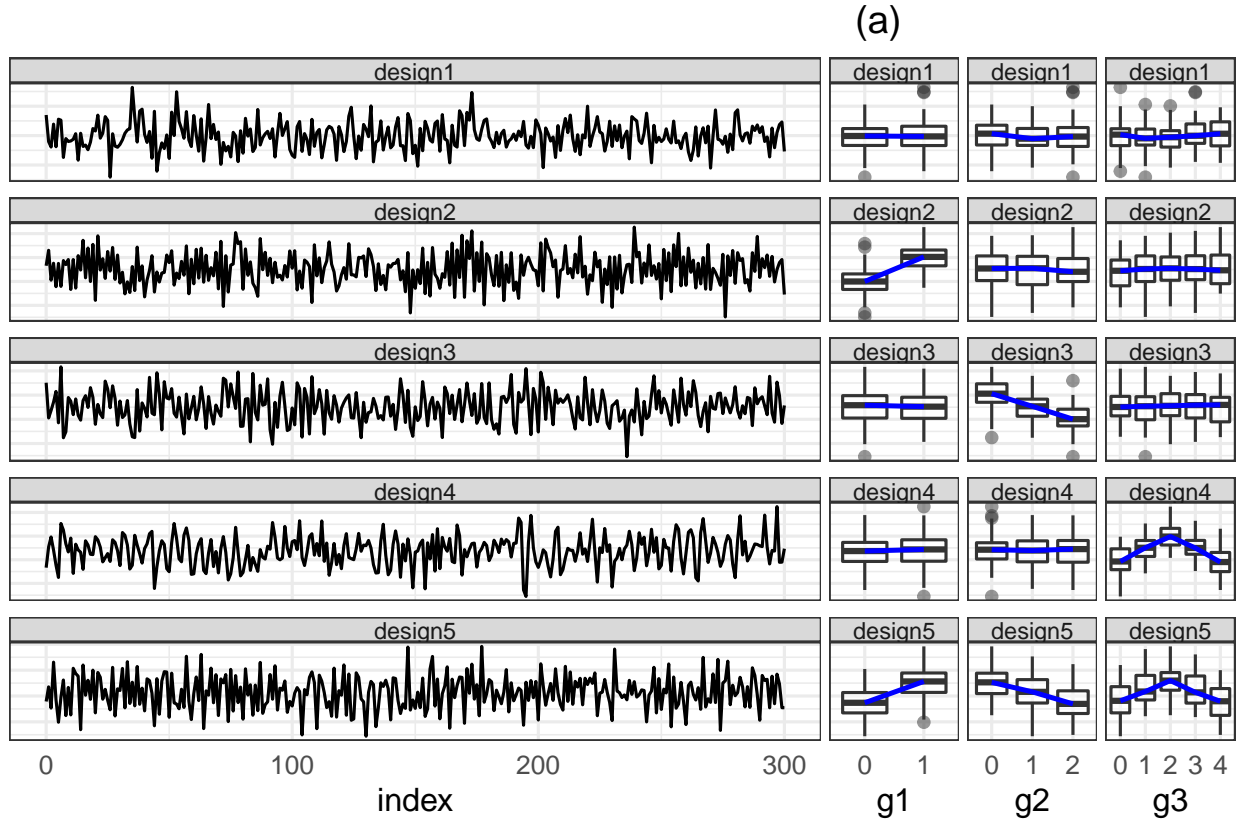 (a)
design1 design1 design1 design1
design2 design2 design2 design2
design3 design3 design3 design3
design4 design4 design4 design4
design5 design5 design5 design5
0 100 200 300 0 1 0 1 2 0 1 2 3 4
index g1 g2 g3